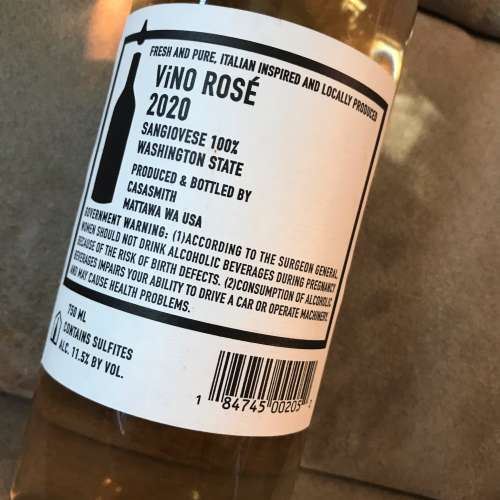 FRESH AND PURE, ITALIAN INSPIRED AND LOCALLY PRODUCED
ViNO ROSÉ
2020
SANGIOVESE 100%
WASHINGTON STATE
PRODUCED & BOTTLED BY
CASASMITH
MATTAWA WA USA
GOVERNMENT WARNING: (1)ACCORDING TO THE SURGEON GENERAL,
WOMEN SHOULD NOT DRINK ALCOHOLIC BEVERAGES DURING PREGNANCY
BECAUSE OF THE RISK OF BIRTH DEFECTS. (2)CONSUMPTION OF ALCOHOLIC
BEVERAGES IMPAIRS YOUR ABILITY TO DRIVE A CAR OR OPERATE MACHINERY,
AND MAY CAUSE HEALTH PROBLEMS.
750 ML
CONTAINS SULFITES
ALC. 11.5% BY VOL.
1 84745 00205